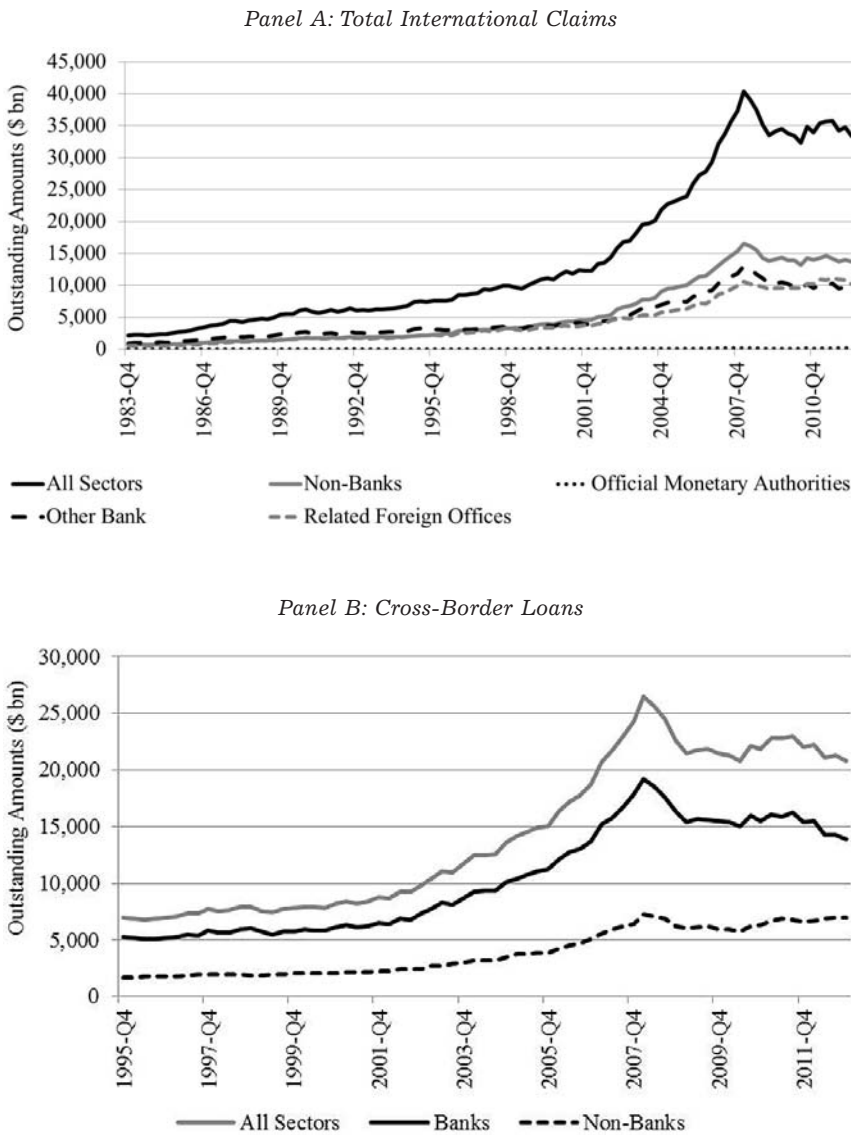 Panel A: Total International Claims
Outstanding Amounts ($ bn)
45,000
40,000
35,000
30,000
25,000
20,000
15,000
10,000
5,000
0
1983-Q4
1986-Q4
1989-Q4
1992-Q4
1995-Q4
1998-Q4
2001-Q4
2004-Q4
2007-Q4
2010-Q4
All Sectors
Non-Banks
Official Monetary Authorities
Other Bank
Related Foreign Offices
Panel B: Cross-Border Loans
Outstanding Amounts ($ bn)
30,000
25,000
20,000
15,000
10,000
5,000
0
1995-Q4
1997-Q4
1999-Q4
2001-Q4
2003-Q4
2005-Q4
2007-Q4
2009-Q4
2011-Q4
All Sectors
Banks
Non-Banks